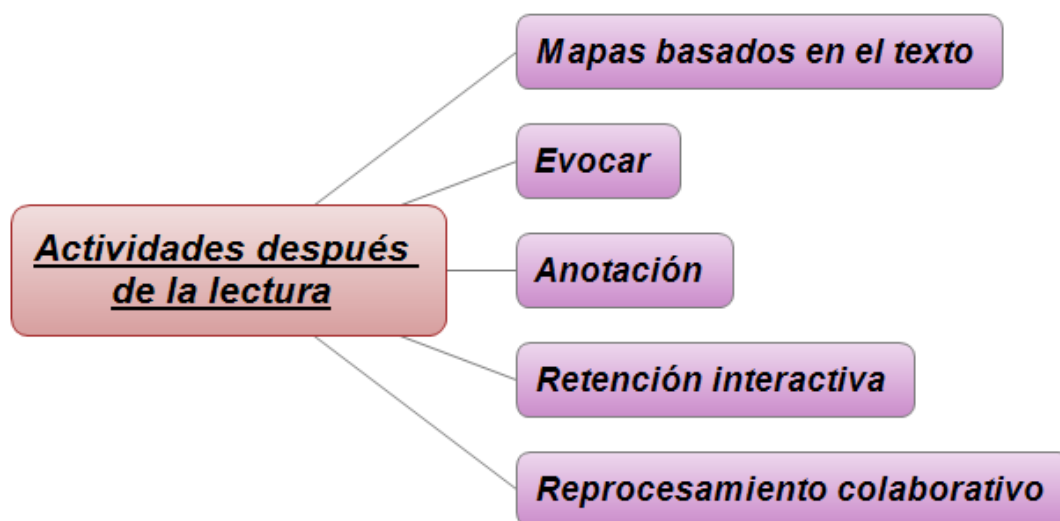 Mapas basados en el texto
Evocar
Actividades después
de la lectura
Anotación
Retención interactiva
Reprocesamiento colaborativo